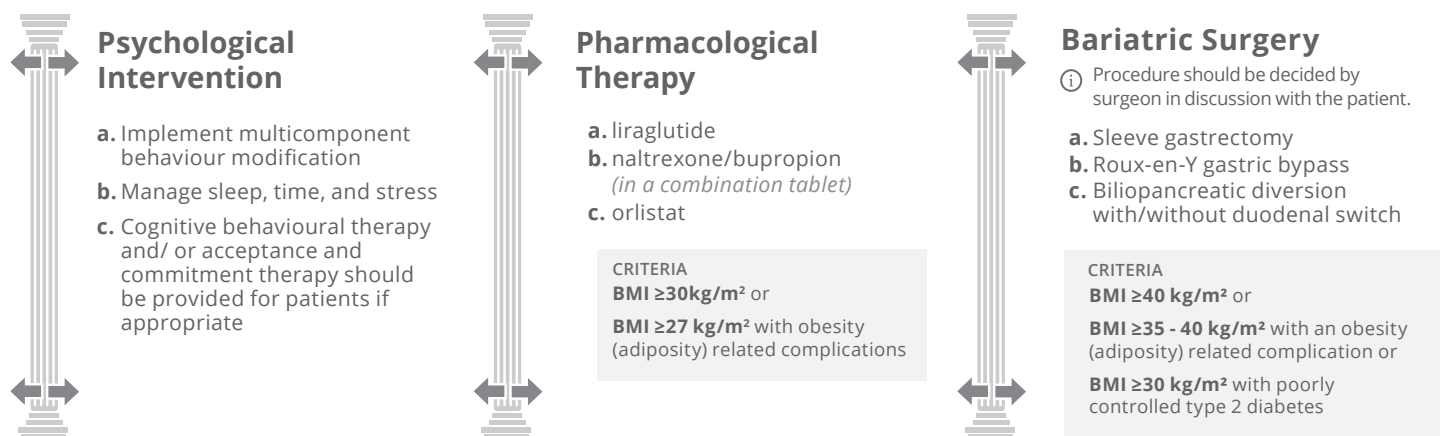 Psychological
Intervention
a. Implement multicomponent
behaviour modification
b. Manage sleep, time, and stress
c. Cognitive behavioural therapy
and/ or acceptance and
commitment therapy should
be provided for patients if
appropriate
Pharmacological
Therapy
a. liraglutide
b. naltrexone/bupropion
(in a combination tablet)
c. orlistat
CRITERIA
BMI ≥30kg/m² or
BMI ≥27 kg/m² with obesity
(adiposity) related complications
Bariatric Surgery
i Procedure should be decided by
surgeon in discussion with the patient.
a. Sleeve gastrectomy
b. Roux-en-Y gastric bypass
c. Biliopancreatic diversion
with/without duodenal switch
CRITERIA
BMI ≥40 kg/m² or
BMI ≥35 - 40 kg/m² with an obesity
(adiposity) related complication or
BMI ≥30 kg/m² with poorly
controlled type 2 diabetes